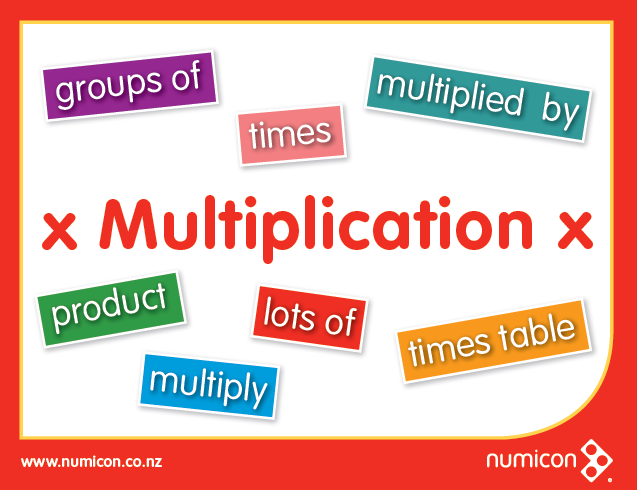 groups of
multiplied by
times
x Multiplication x
product
lots of
times table
multiply
www.numicon.co.nz
numicon